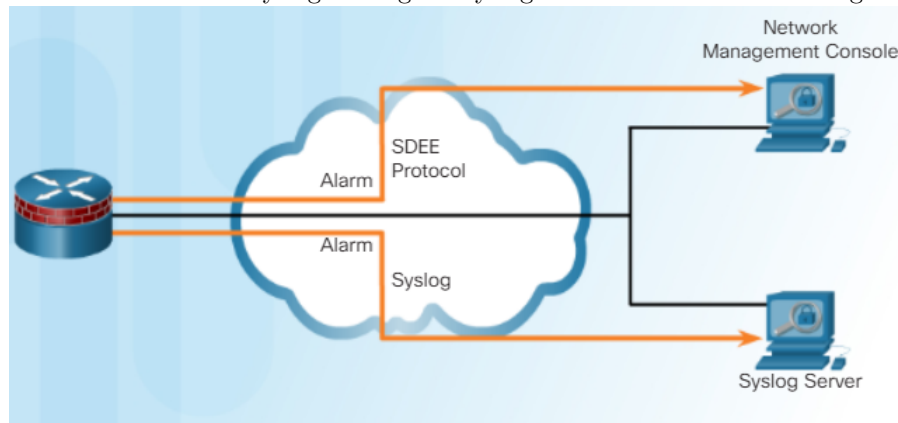 Network
Management Console
SDEE
Protocol
Alarm
Alarm
Syslog
Syslog Server